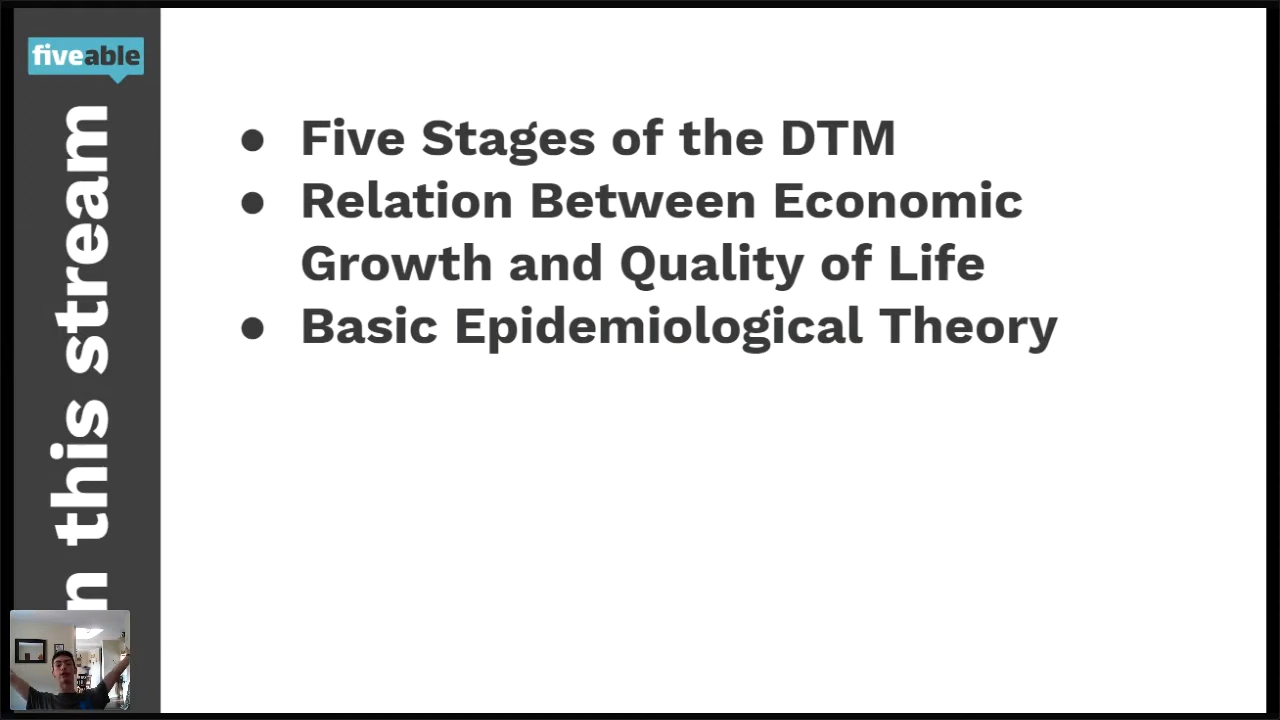 fiveable
n this stream
● Five Stages of the DTM
● Relation Between Economic
Growth and Quality of Life
● Basic Epidemiological Theory